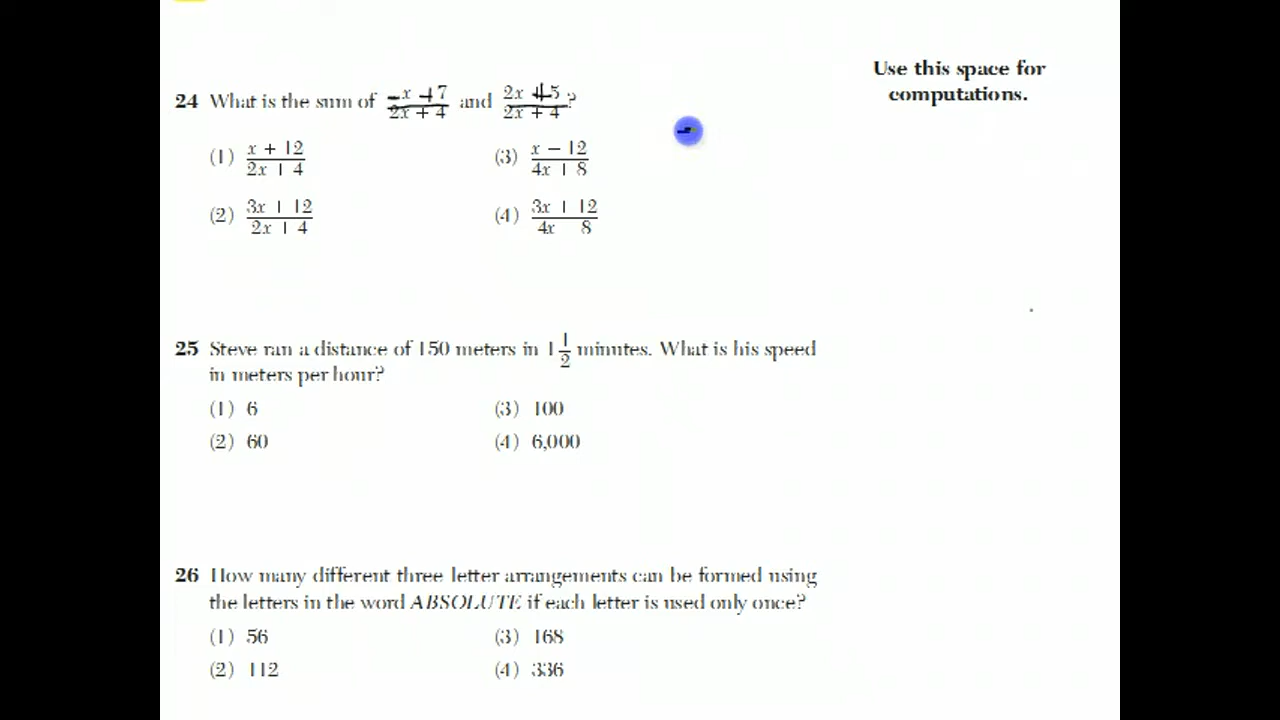 Use this space for
computations.
24 What is the sum of (-x + 7)/(2x + 4) and (2x + 5)/(2x + 4)?
(1) (x + 12)/(2x + 4) (3) (x − 12)/(4x + 8)
(2) (3x + 12)/(2x + 4) (4) (3x + 12)/(4x 8)
25 Steve ran a distance of 150 meters in 1 1/2 minutes. What is his speed
in meters per hour?
(1) 6 (3) 100
(2) 60 (4) 6,000
26 How many different three letter arrangements can be formed using
the letters in the word ABSOLUTE if each letter is used only once?
(1) 56 (3) 168
(2) 112 (4) 336